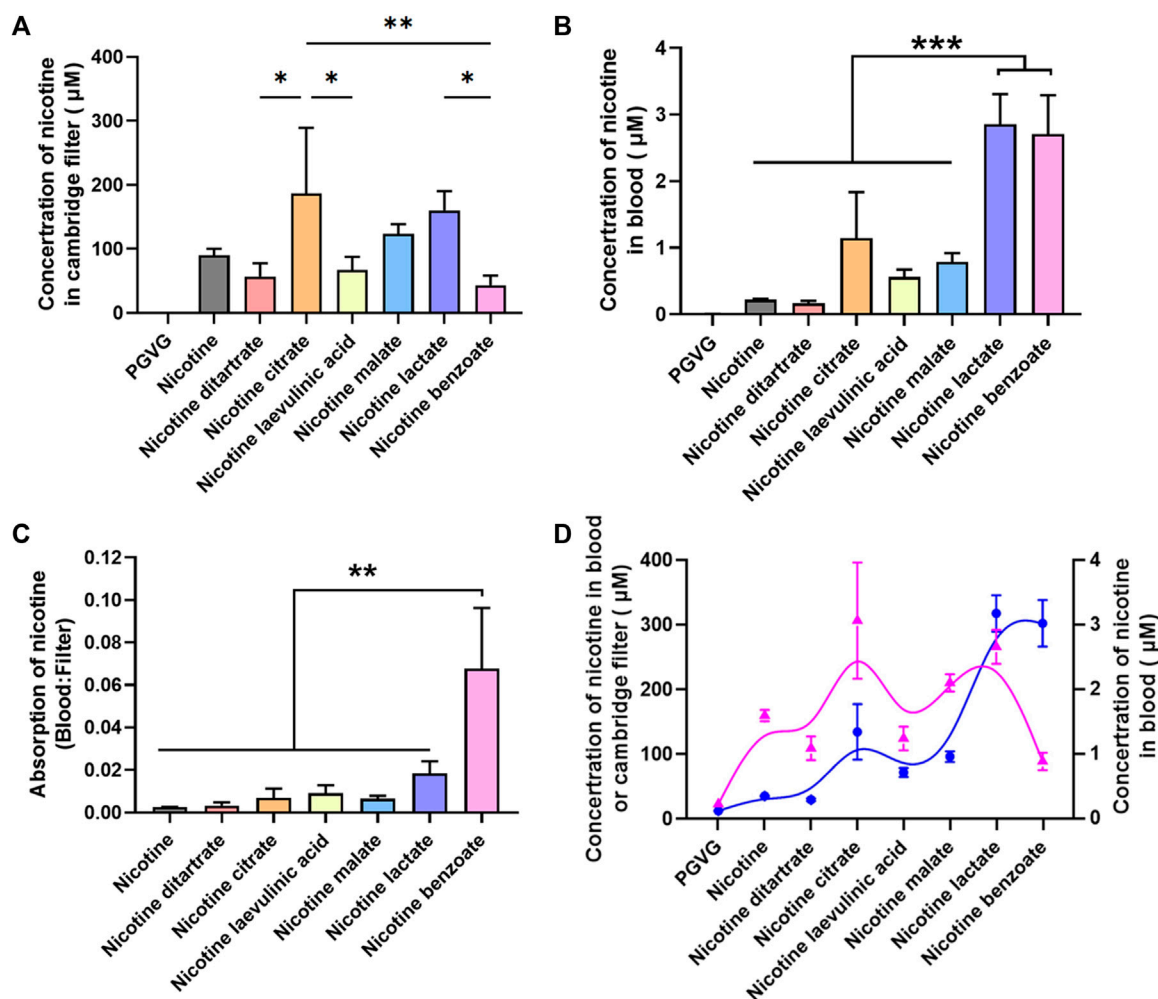 A
Concertration of nicotine
in cambridge filter ( μM)
400
300
200
100
0
**
*
*
*
PGVG
Nicotine
Nicotine ditartrate
Nicotine citrate
Nicotine laevulinic acid
Nicotine malate
Nicotine lactate
Nicotine benzoate
B
Concertration of nicotine
in blood ( μM)
4
3
2
1
0
***
PGVG
Nicotine
Nicotine ditartrate
Nicotine citrate
Nicotine laevulinic acid
Nicotine malate
Nicotine lactate
Nicotine benzoate
C
Absorption of nicotine
(Blood:Filter)
0.12
0.10
0.08
0.06
0.04
0.02
0.00
**
Nicotine
Nicotine ditartrate
Nicotine citrate
Nicotine laevulinic acid
Nicotine malate
Nicotine lactate
Nicotine benzoate
D
Concertration of nicotine in blood
or cambridge filter ( μM)
400
300
200
100
0
4
3
2
1
0
Concertration of nicotine
in blood ( μM)
PGVG
Nicotine
Nicotine ditartrate
Nicotine citrate
Nicotine laevulinic acid
Nicotine malate
Nicotine lactate
Nicotine benzoate